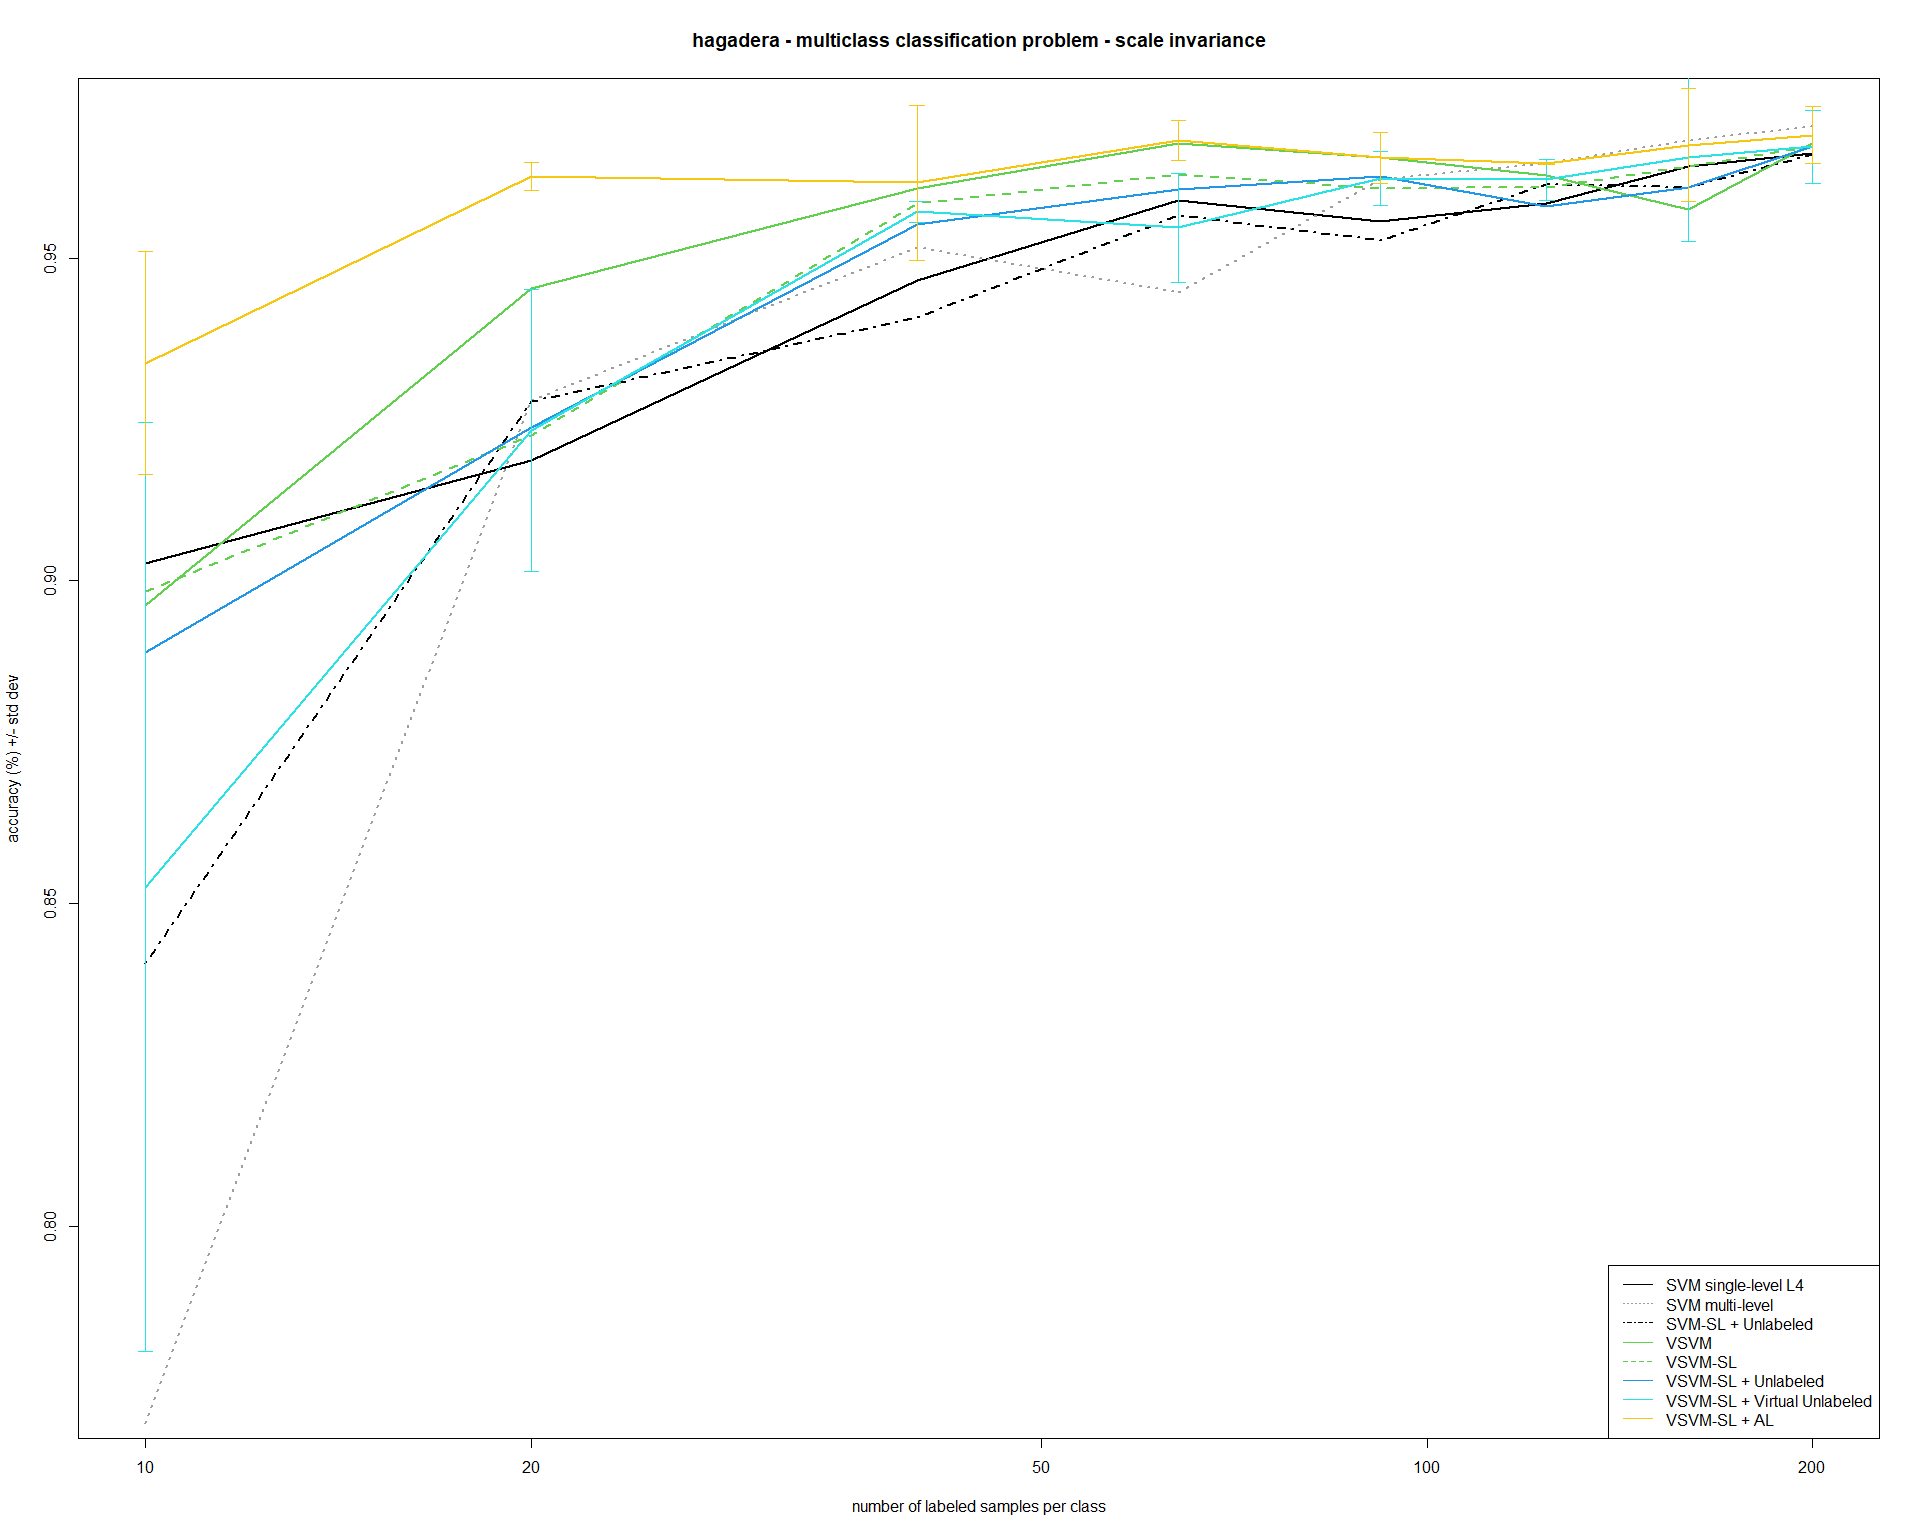 hagadera - multiclass classification problem - scale invariance
accuracy (%) +/- std dev
0.95
0.90
0.85
0.80
SVM single-level L4
SVM multi-level
SVM-SL + Unlabeled
VSVM
VSVM-SL
VSVM-SL + Unlabeled
VSVM-SL + Virtual Unlabeled
VSVM-SL + AL
10 20 50 100 200
number of labeled samples per class